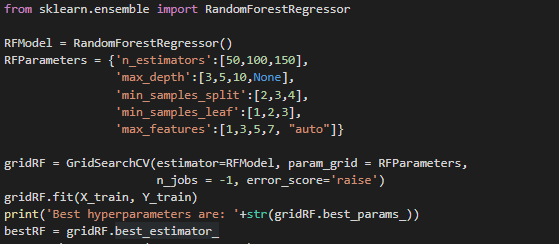 from sklearn.ensemble import RandomForestRegressor
RFModel = RandomForestRegressor()
RFParameters = {'n_estimators':[50,100,150],
'max_depth':[3,5,10,None],
'min_samples_split':[2,3,4],
'min_samples_leaf':[1,2,3],
'max_features':[1,3,5,7, "auto"]}
gridRF = GridSearchCV(estimator=RFModel, param_grid = RFParameters,
n_jobs = -1, error_score='raise')
gridRF.fit(X_train, Y_train)
print('Best hyperparameters are: '+str(gridRF.best_params_))
bestRF = gridRF.best_estimator_